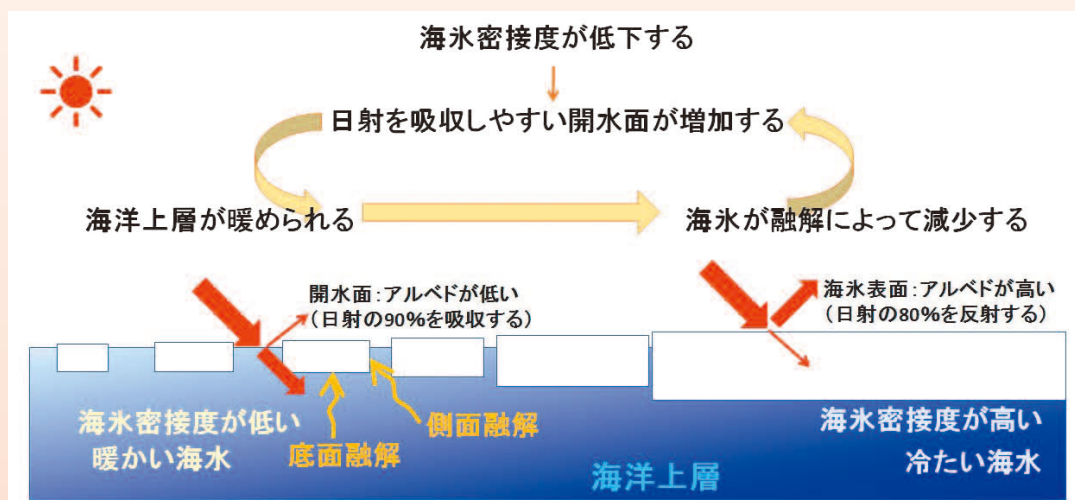 海氷密接度が低下する
日射を吸収しやすい開水面が増加する
海洋上層が暖められる
海氷が融解によって減少する
開水面:アルベドが低い
(日射の90%を吸収する)
海氷表面:アルベドが高い
(日射の80%を反射する)
海氷密接度が低い
暖かい海水
底面融解
側面融解
海氷密接度が高い
冷たい海水
海洋上層